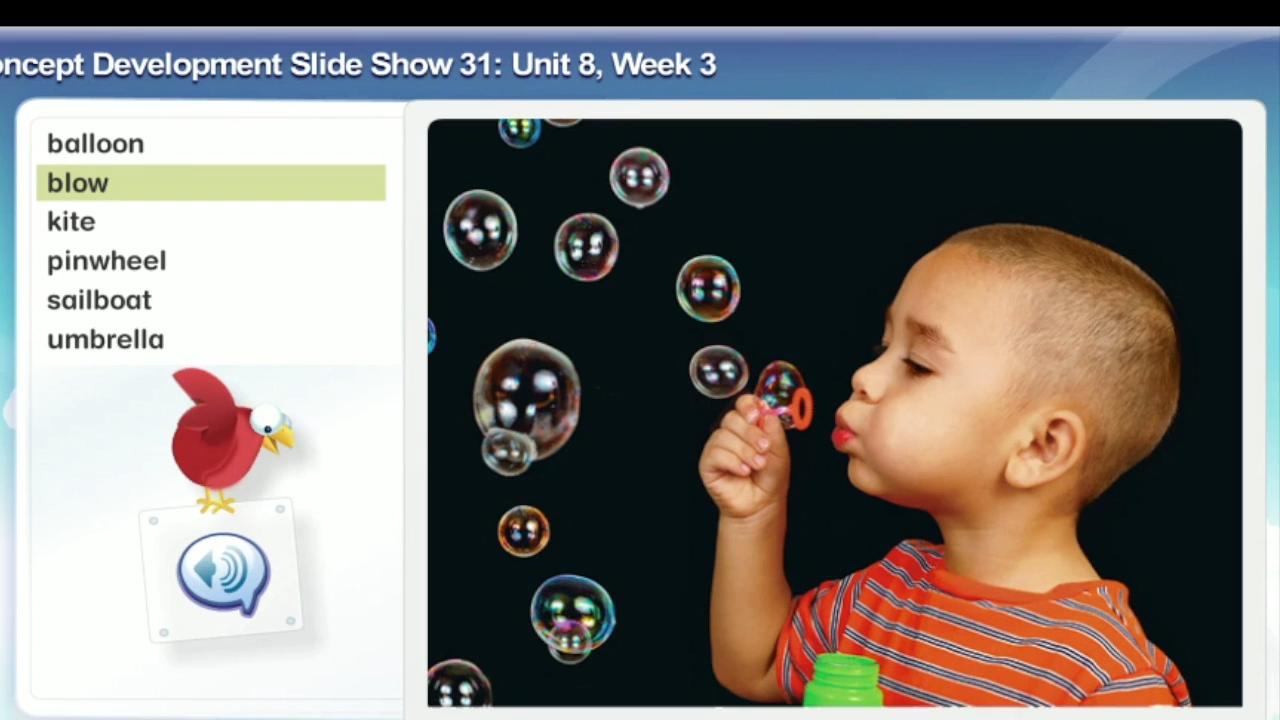 oncept Development Slide Show 31: Unit 8, Week 3
balloon
blow
kite
pinwheel
sailboat
umbrella